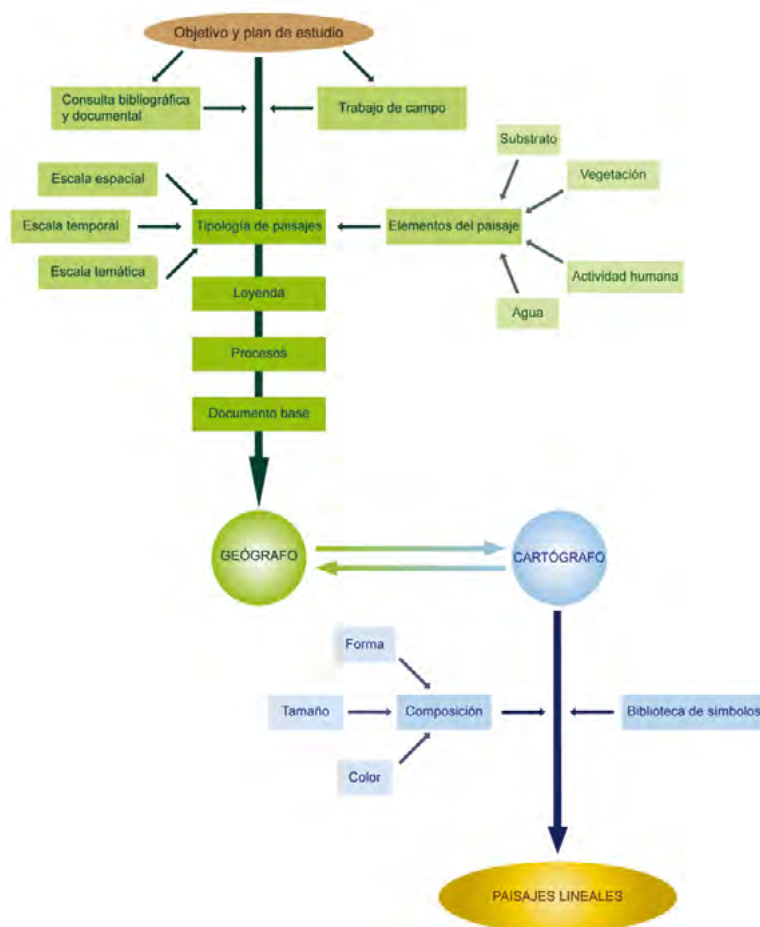 Objetivo y plan de estudio
Consulta bibliográfica
y documental
Trabajo de campo
Substrato
Escala espacial
Vegetación
Escala temporal
Tipología de paisajes
Elementos del paisaje
Escala temática
Actividad humana
Leyenda
Agua
Procesos
Documento base
GEÓGRAFO
CARTÓGRAFO
Forma
Tamaño
Composición
Biblioteca de símbolos
Color
PAISAJES LINEALES